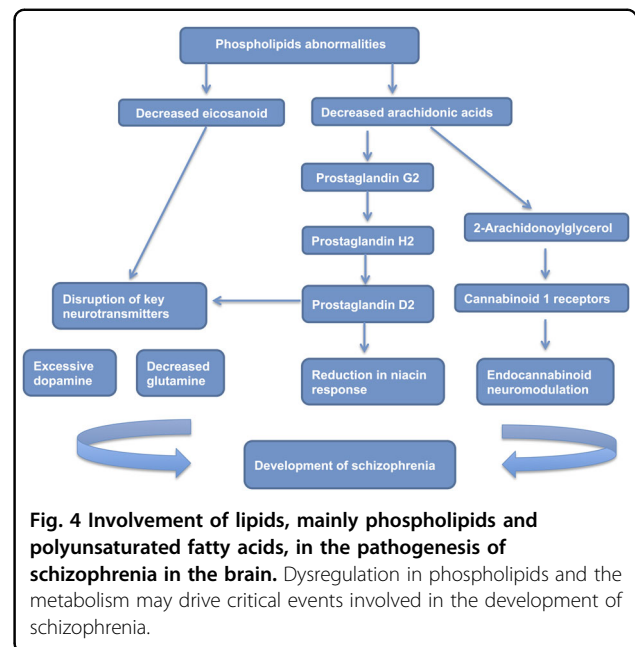 Phospholipids abnormalities
Decreased eicosanoid
Decreased arachidonic acids
Prostaglandin G2
2-Arachidonoylglycerol
Prostaglandin H2
Disruption of key
neurotransmitters
Prostaglandin D2
Cannabinoid 1 receptors
Excessive
dopamine
Decreased
glutamine
Reduction in niacin
response
Endocannabinoid
neuromodulation
Development of schizophrenia
Fig. 4 Involvement of lipids, mainly phospholipids and
polyunsaturated fatty acids, in the pathogenesis of
schizophrenia in the brain. Dysregulation in phospholipids and the
metabolism may drive critical events involved in the development of
schizophrenia.